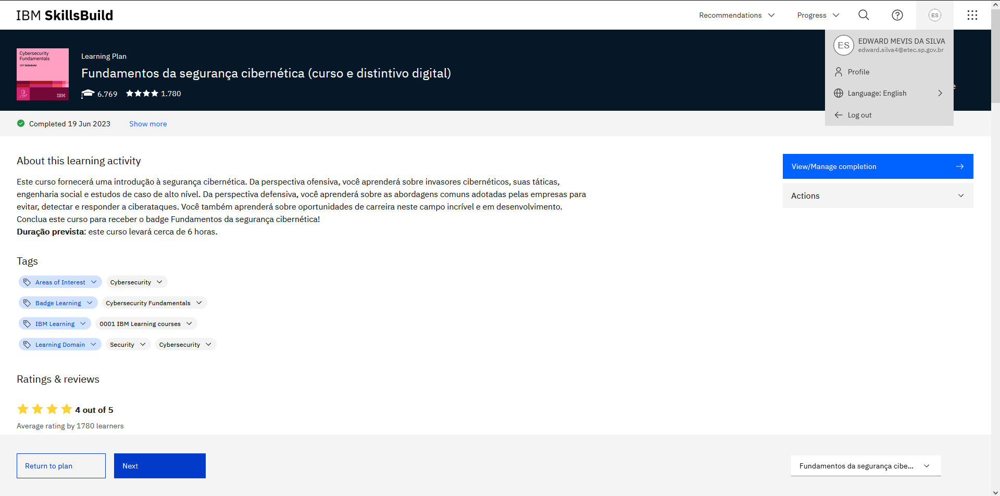 IBM SkillsBuild
Recommendations
Progress
ES
ES
EDWARD MEVIS DA SILVA
edward.silva4@etec.sp.gov.br
Profile
Language: English
Log out
Cybersecurity
Fundamentals
IBM SkillsBuild
IBM
Learning Plan
Fundamentos da segurança cibernética (curso e distintivo digital)
6.769
1.780
Completed 19 Jun 2023
Show more
About this learning activity
Este curso fornecerá uma introdução à segurança cibernética. Da perspectiva ofensiva, você aprenderá sobre invasores cibernéticos, suas táticas,
engenharia social e estudos de caso de alto nível. Da perspectiva defensiva, você aprenderá sobre as abordagens comuns adotadas pelas empresas para
evitar, detectar e responder a ciberataques. Você também aprenderá sobre oportunidades de carreira neste campo incrível e em desenvolvimento.
Conclua este curso para receber o badge Fundamentos da segurança cibernética!
Duração prevista: este curso levará cerca de 6 horas.
View/Manage completion
Actions
Tags
Areas of Interest Cybersecurity
Badge Learning Cybersecurity Fundamentals
IBM Learning 0001 IBM Learning courses
Learning Domain Security Cybersecurity
Ratings & reviews
4 out of 5
Average rating by 1780 learners
Return to plan
Next
Fundamentos da segurança cibe...